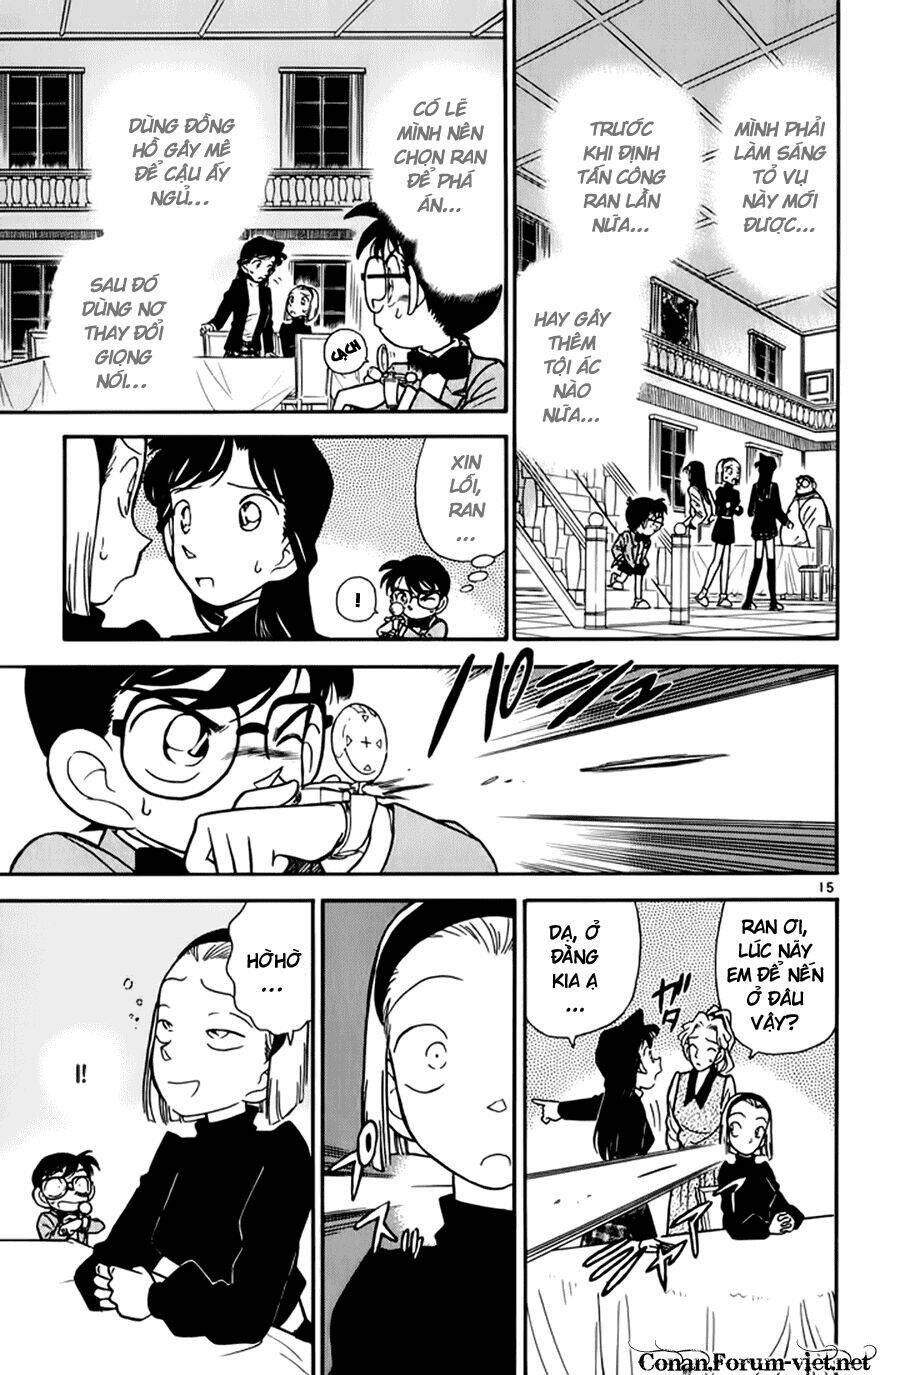 MÌNH PHẢI
LÀM SÁNG
TỎ VỤ
NÀY MỚI
ĐƯỢC...
TRƯỚC
KHI ĐỊNH
TẤN CÔNG
RAN LẦN
NỮA...
HAY GÂY
THÊM
TỘI ÁC
NÀO
NỮA...
CÓ LẼ
MÌNH NÊN
CHỌN RAN
ĐỂ PHÁ
ÁN...
DÙNG ĐỒNG
HỒ GÂY MÊ
ĐỂ CẬU ẤY
NGỦ...
SAU ĐÓ
DÙNG NƠ
THAY ĐỔI
GIỌNG
NÓI...
CẠCH
XIN
LỖI,
RAN
...
!
パシュ
15
RAN ƠI,
LÚC NÃY
EM ĐỂ NẾN
Ở ĐÂU
VẬY?
DẠ, Ở
ĐẰNG
KIA Ạ
...
HỜHỜ
...
!!
Conan.Forum-viet.net